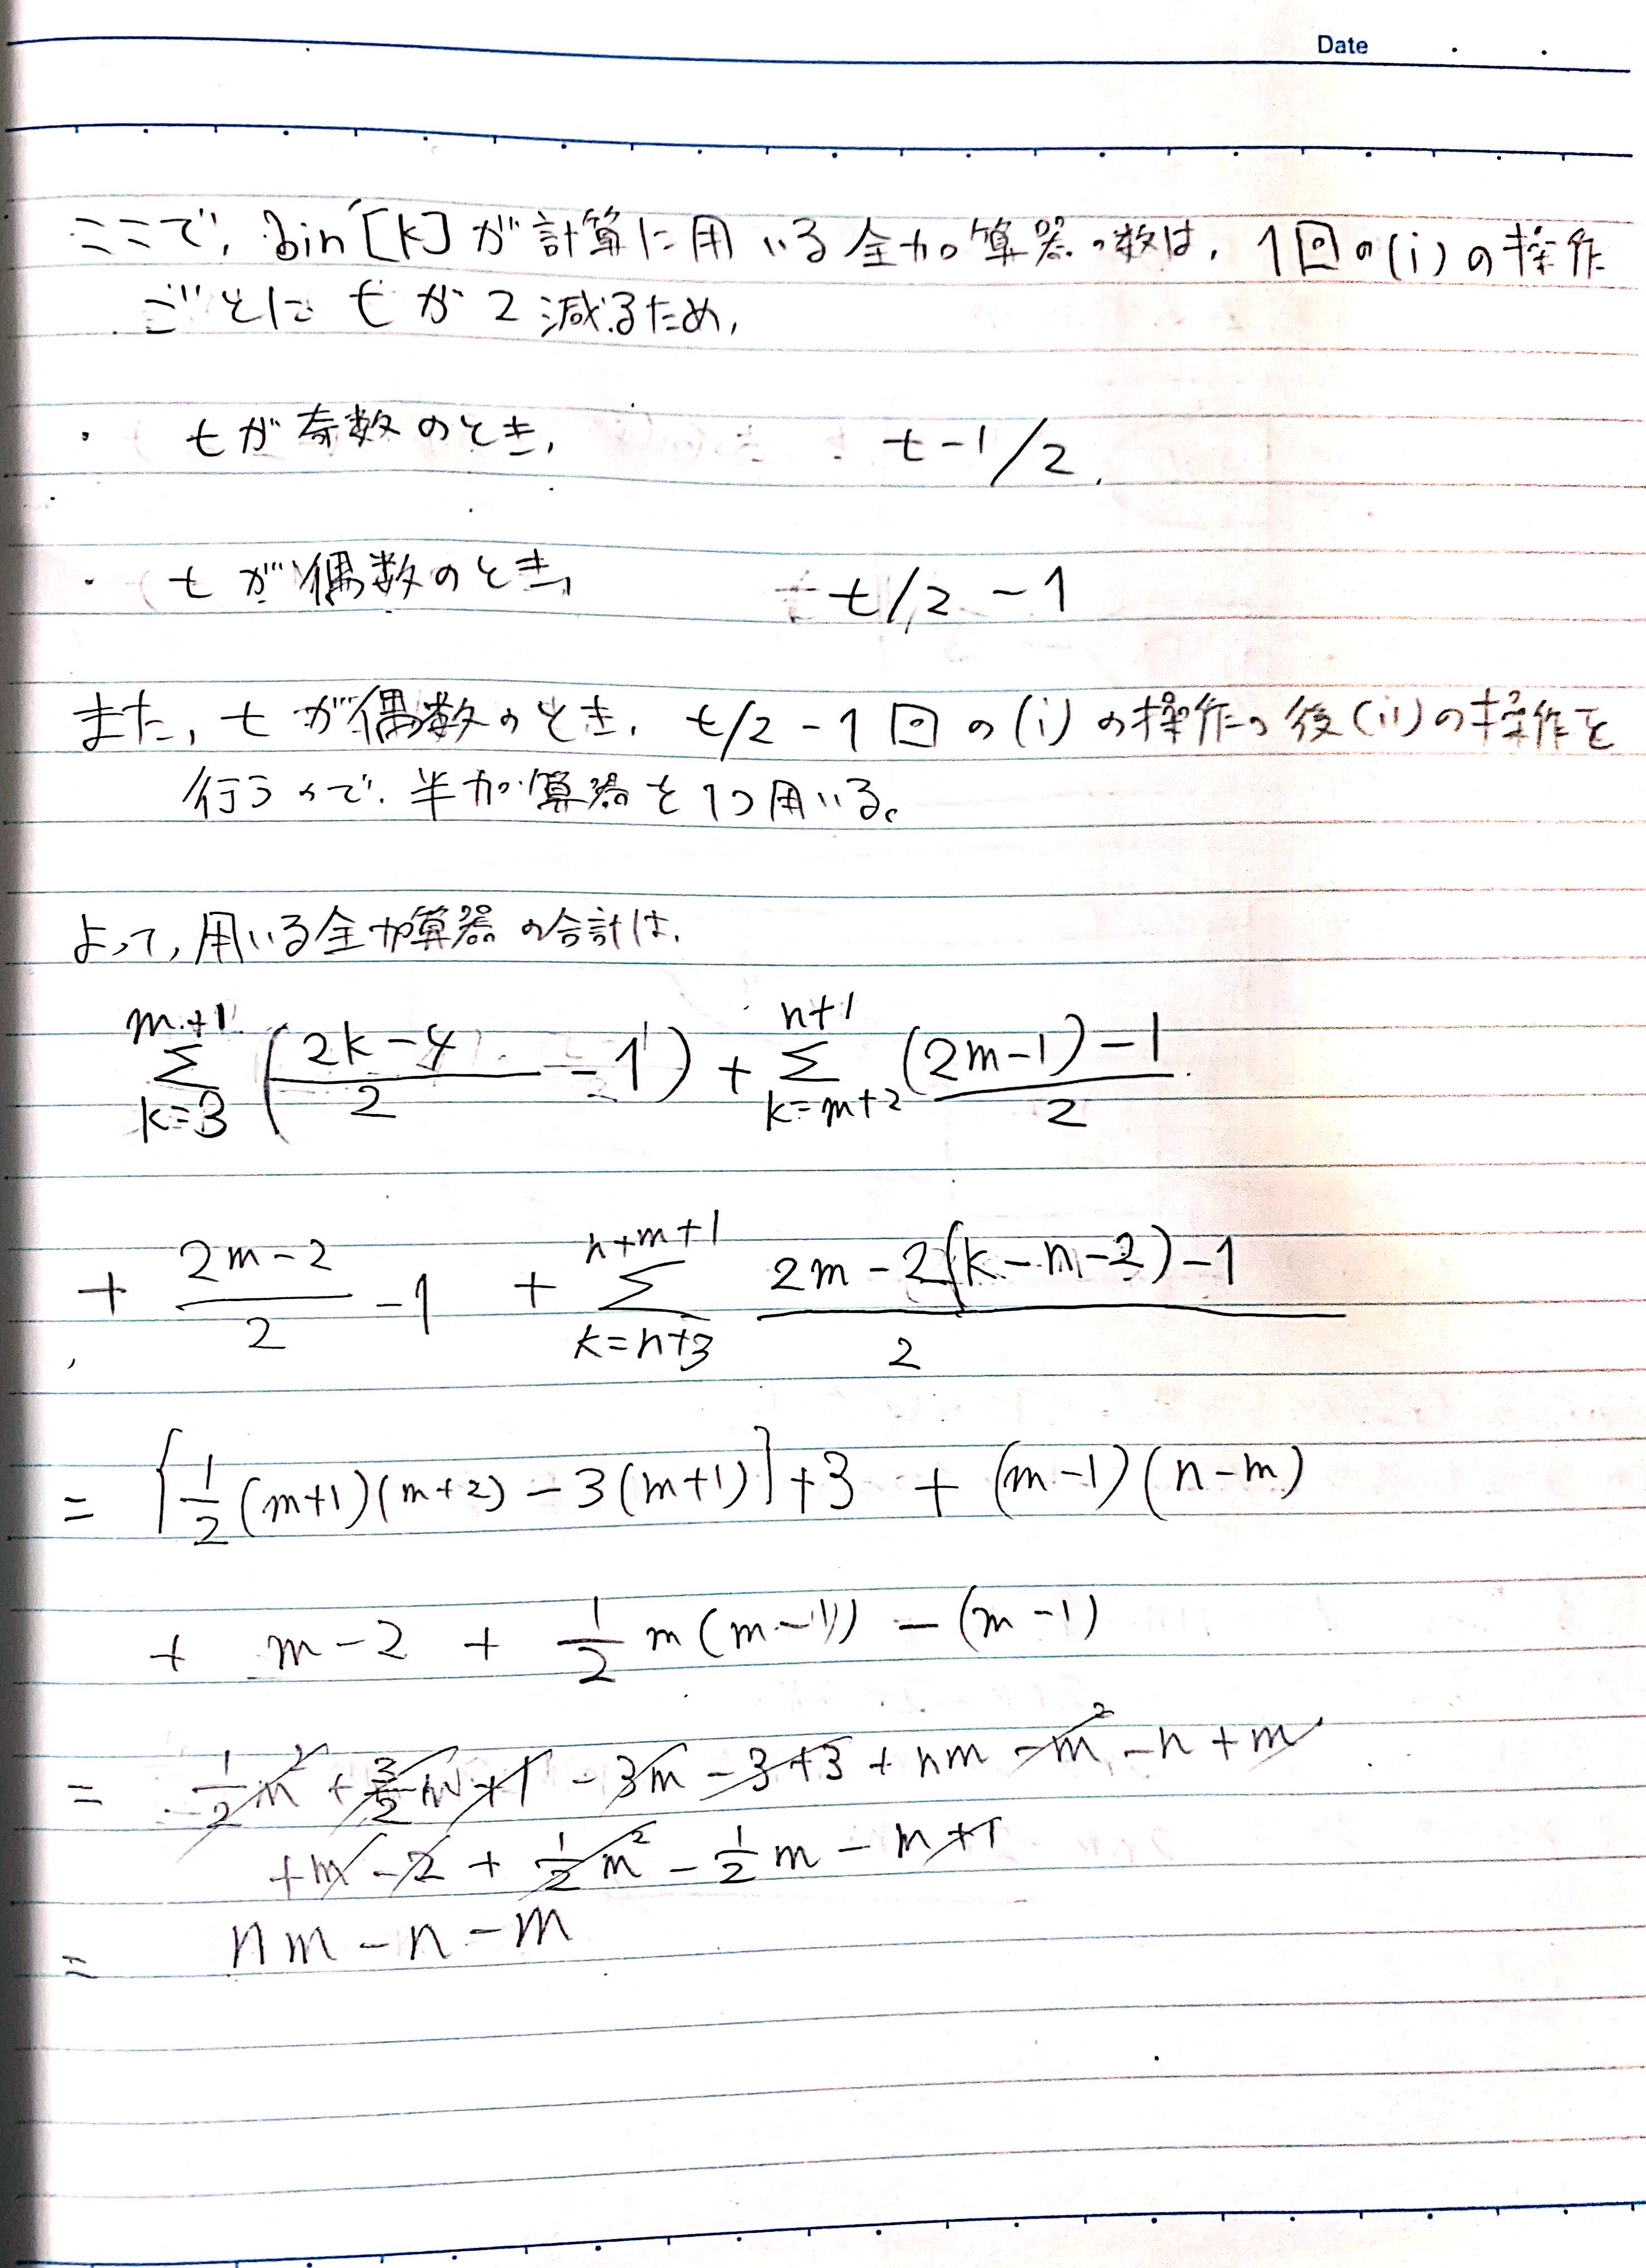 Date
ここで, bin[k]が計算に用いる全加算器の数は, 1回の(i)の操作
ごとにtが2減るため,
・ tが奇数のとき, t-1/2,
・ tが偶数のとき, t/2 -1
また, tが偶数のとき, t/2-1回の(i)の操作の後(ii)の操作を
行うので, 半加算器を1つ用いる。
よって, 用いる全加算器の合計は,
\sum_{k=3}^{m+1} ( \frac{2k-4}{2} -1) + \sum_{k=m+2}^{n+1} \frac{(2m-1)-1}{2}
+ \frac{2m-2}{2} -1 + \sum_{k=n+3}^{n+m+1} \frac{2m-2(k-n-2)-1}{2}
= {\frac{1}{2}(m+1)(m+2) - 3(m+1)}+3 + (m-1)(n-m)
+ m-2 + \frac{1}{2}m(m-1) - (m-1)
= \frac{1}{2}m^2 + \frac{3}{2}m+1 -3m -3+3 + nm -m^2 -n+m
+m -2 + \frac{1}{2}m^2 - \frac{1}{2}m - m+1
= nm-n-m